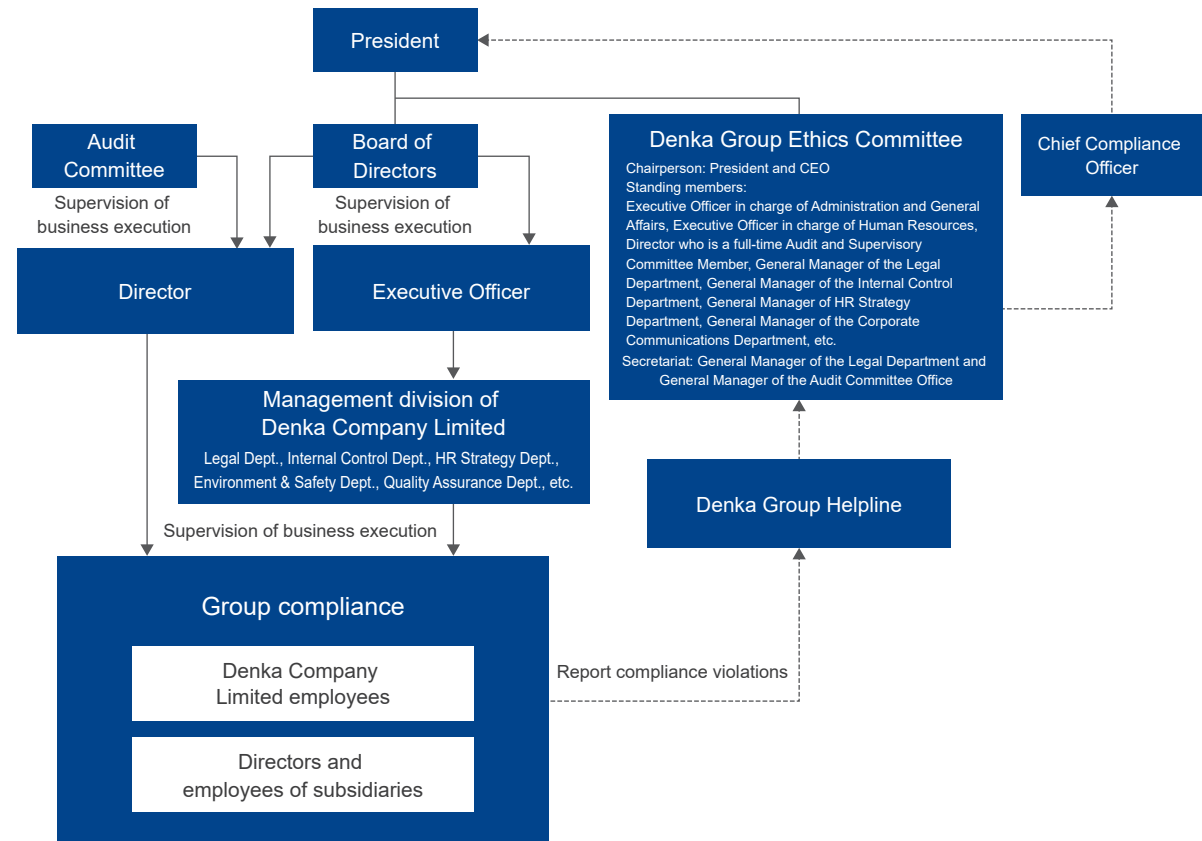 President
Audit
Committee
Board of
Directors
Supervision of
business execution
Supervision of
business execution
Director
Executive Officer
Management division of
Denka Company Limited
Legal Dept., Internal Control Dept., HR Strategy Dept.,
Environment & Safety Dept., Quality Assurance Dept., etc.
Supervision of business execution
Group compliance
Denka Company
Limited employees
Directors and
employees of subsidiaries
Report compliance violations
Denka Group Helpline
Denka Group Ethics Committee
Chairperson: President and CEO
Standing members:
Executive Officer in charge of Administration and General
Affairs, Executive Officer in charge of Human Resources,
Director who is a full-time Audit and Supervisory
Committee Member, General Manager of the Legal
Department, General Manager of the Internal Control
Department, General Manager of HR Strategy
Department, General Manager of the Corporate
Communications Department, etc.
Secretariat: General Manager of the Legal Department and
General Manager of the Audit Committee Office
Chief Compliance
Officer